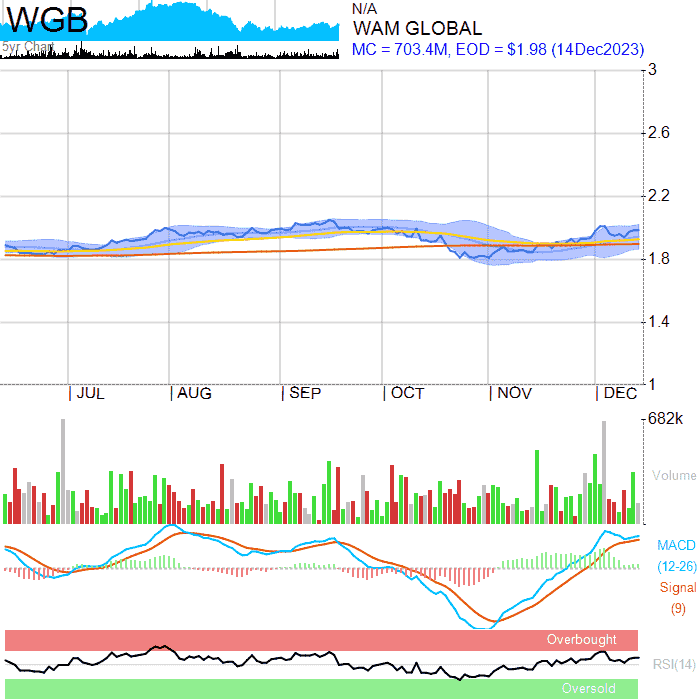 WGB
5yr Chart
N/A
WAM GLOBAL
MC = 703.4M, EOD = $1.98 (14Dec2023)
3
2.6
2.2
1.8
1.4
1
JUL
AUG
SEP
OCT
NOV
DEC
682k
Volume
MACD
(12-26)
Signal
(9)
Overbought
RSI(14)
Oversold